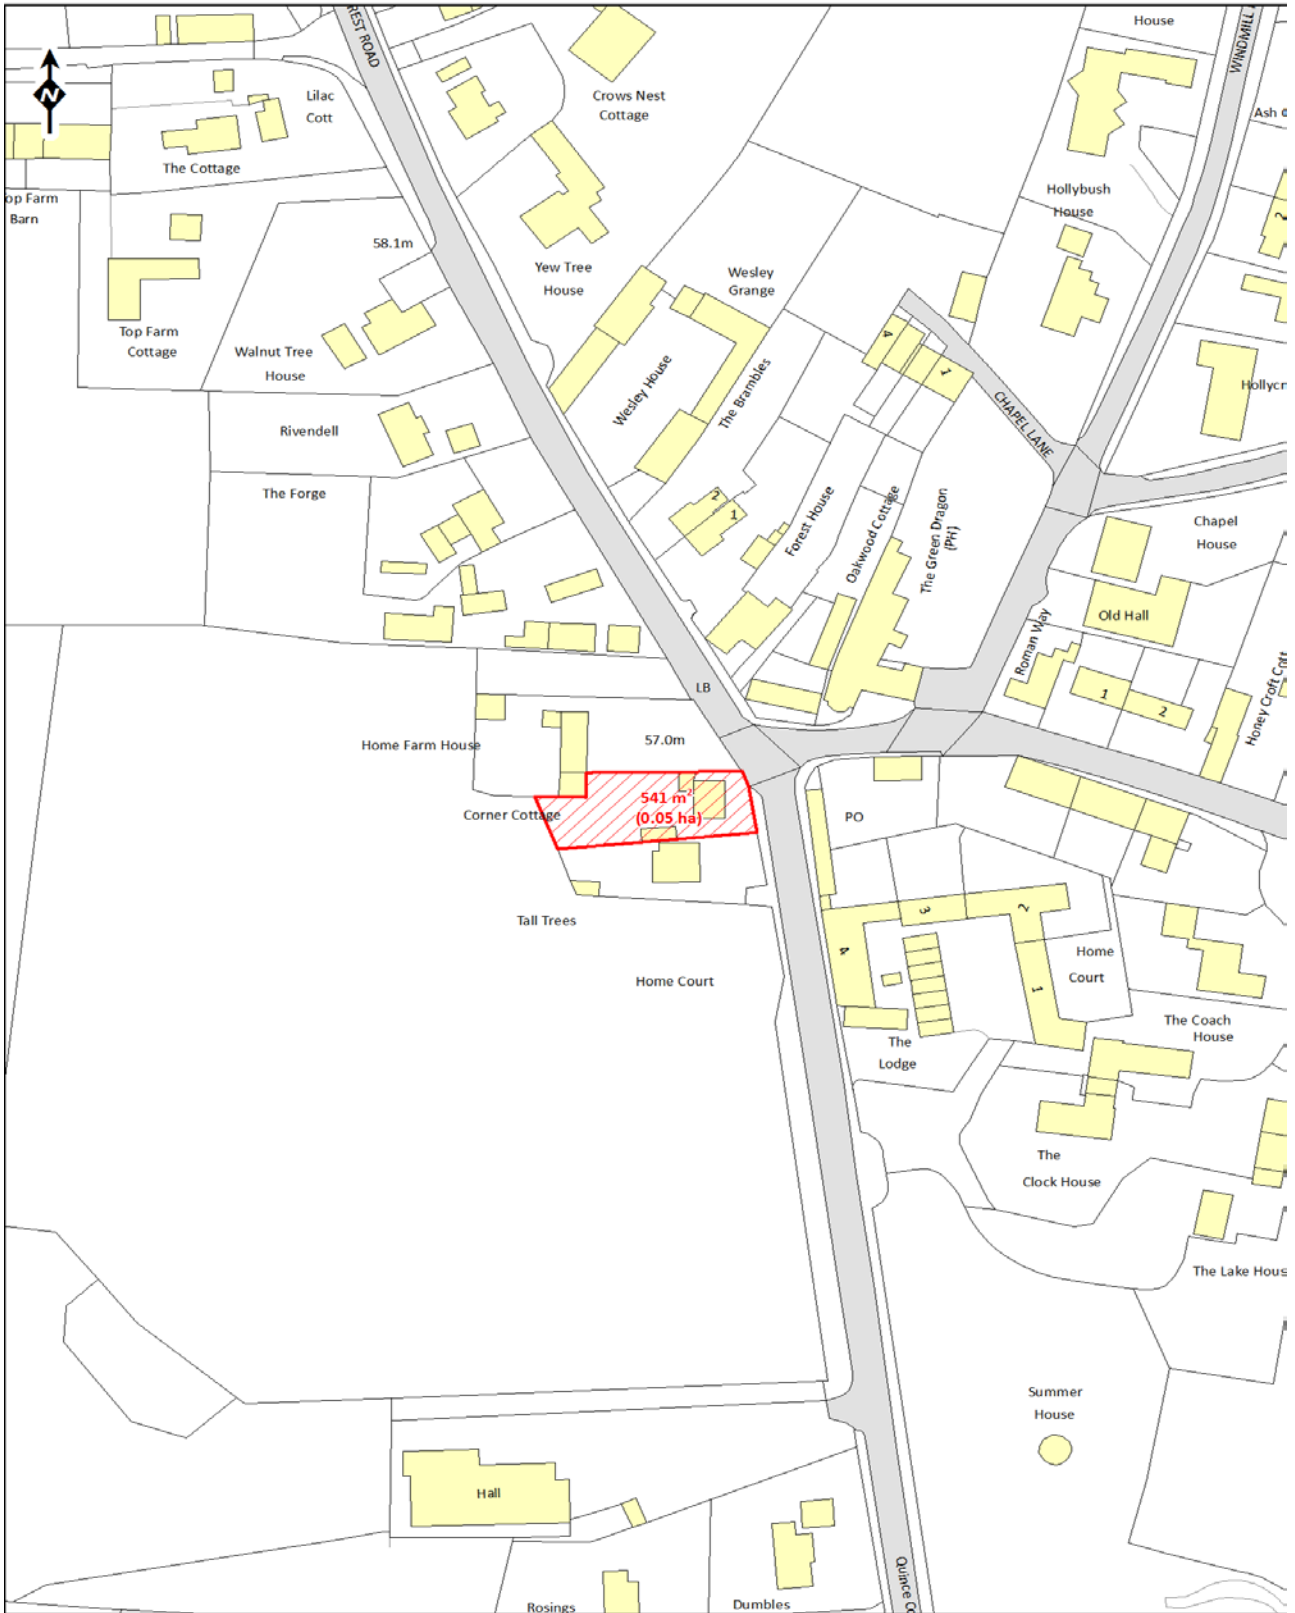 REST ROAD
House
WINDMILL
N
Lilac
Cott
Crows Nest
Cottage
Ash
The Cottage
op Farm
Barn
Hollybush
House
2
58.1m
Yew Tree
House
Wesley
Grange
Top Farm
Cottage
Walnut Tree
House
4
1
Wesley House
The Brambles
CHAPEL LANE
Rivendell
The Forge
2
1
Forest House
Oakwood Cottage
The Green Dragon
(PH)
Chapel
House
Old Hall
Roman Way
LB
1
2
Honey Croft Cott
Home Farm House
57.0m
541 m²
(0.05 ha)
Corner Cottage
PO
Tall Trees
3
2
4
Home
Court
1
Home Court
The Coach
House
The
Lodge
The
Clock House
The Lake Hous
Summer
House
Hall
Quince Co
Rosings
Dumbles